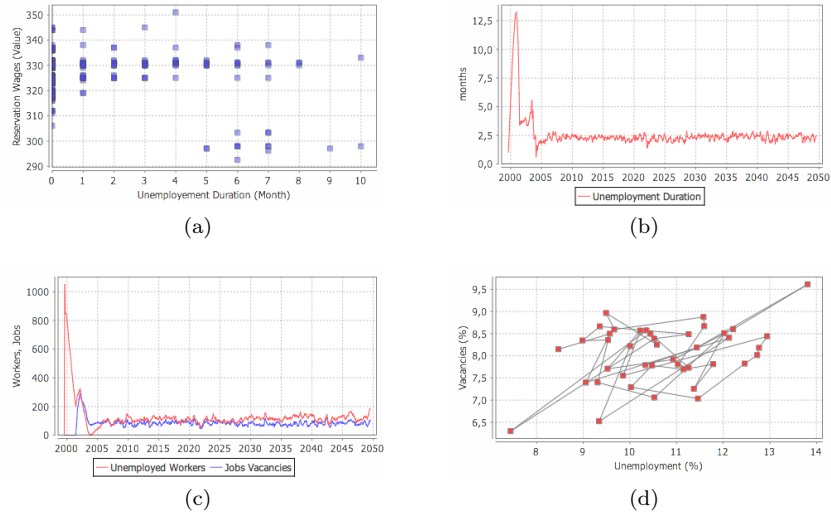 350
340
330
320
310
300
290
Reservation Wages (Value)
0 1 2 3 4 5 6 7 8 9 10
Unemployement Duration (Month)
(a)
12,5
10,0
7,5
5,0
2,5
0,0
months
2000 2005 2010 2015 2020 2025 2030 2035 2040 2045 2050
Unemployment Duration
(b)
1000
800
600
400
200
0
Workers, Jobs
2000 2005 2010 2015 2020 2025 2030 2035 2040 2045 2050
Unemployed Workers Jobs Vacancies
(c)
9,5
9,0
8,5
8,0
7,5
7,0
6,5
Vacancies (%)
8 9 10 11 12 13 14
Unemployment (%)
(d)